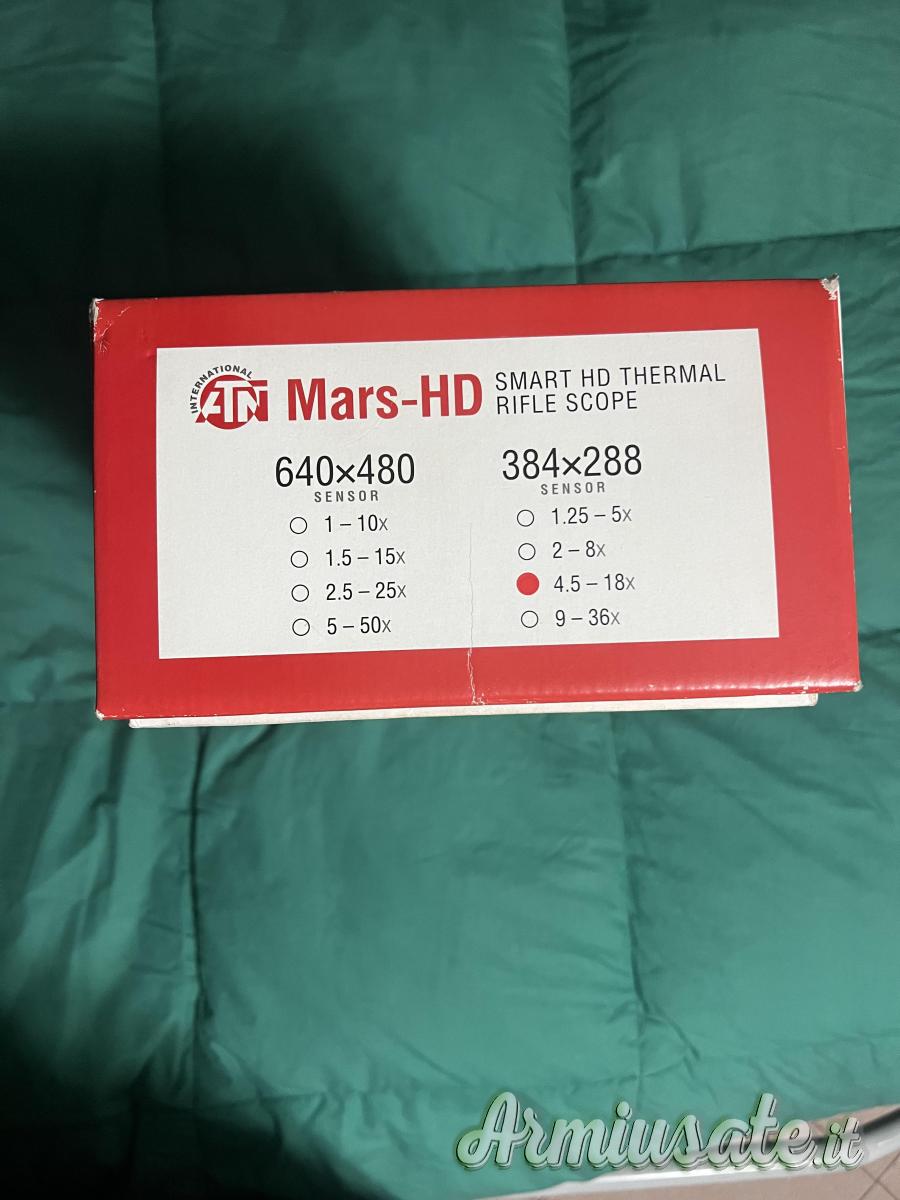 INTERNATIONAL
ATN
Mars-HD
SMART HD THERMAL
RIFLE SCOPE
640×480
SENSOR
1 – 10x
1.5 – 15x
2.5 – 25x
5 – 50x
384×288
SENSOR
1.25 – 5x
2 – 8x
4.5 – 18x
9 – 36x
Armiusate.it